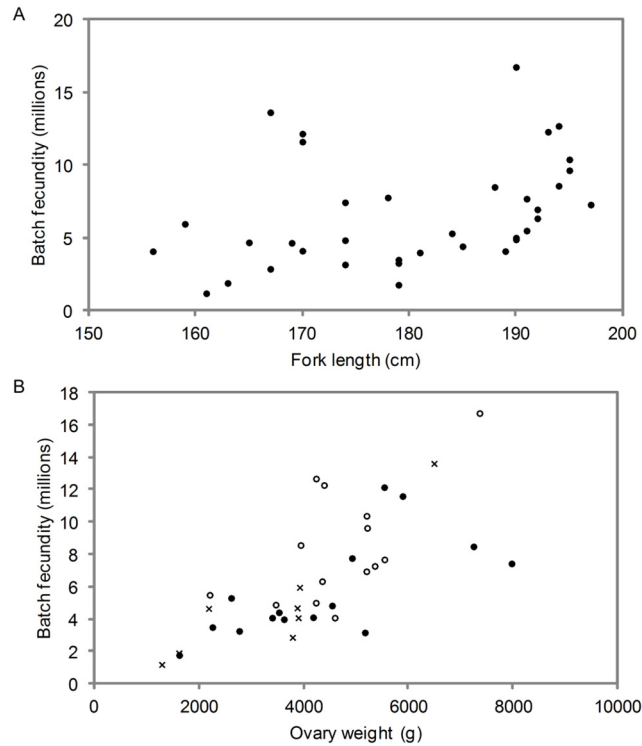 A
20
15
10
5
0
Batch fecundity (millions)
150 160 170 180 190 200
Fork length (cm)
B
18
16
14
12
10
8
6
4
2
0
Batch fecundity (millions)
0 2000 4000 6000 8000 10000
Ovary weight (g)